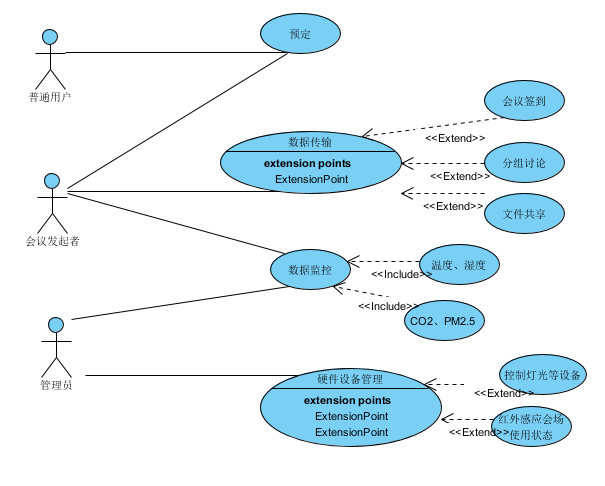 预定
普通用户
会议签到
数据传输
<<Extend>>
extension points
分组讨论
ExtensionPoint
<<Extend>>
<<Extend>>
文件共享
会议发起者
数据监控
温度、湿度
<<Include>>
<<Include>>
CO2、PM2.5
管理员
硬件设备管理
控制灯光等设备
<<Extend>>
extension points
ExtensionPoint
红外感应会场
ExtensionPoint
<<Extend>>
使用状态